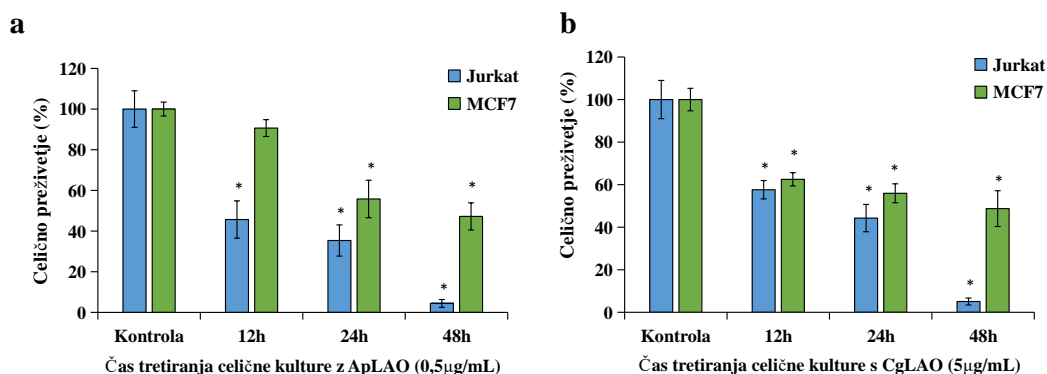 a
Celično preživetje (%)
120
100
80
60
40
20
0
Jurkat
MCF7
*
*
*
*
*
Kontrola 12h 24h 48h
Čas tretiranja celične kulture z ApLAO (0,5µg/mL)
b
Celično preživetje (%)
120
100
80
60
40
20
0
Jurkat
MCF7
* *
* *
*
*
Kontrola 12h 24h 48h
Čas tretiranja celične kulture s CgLAO (5µg/mL)